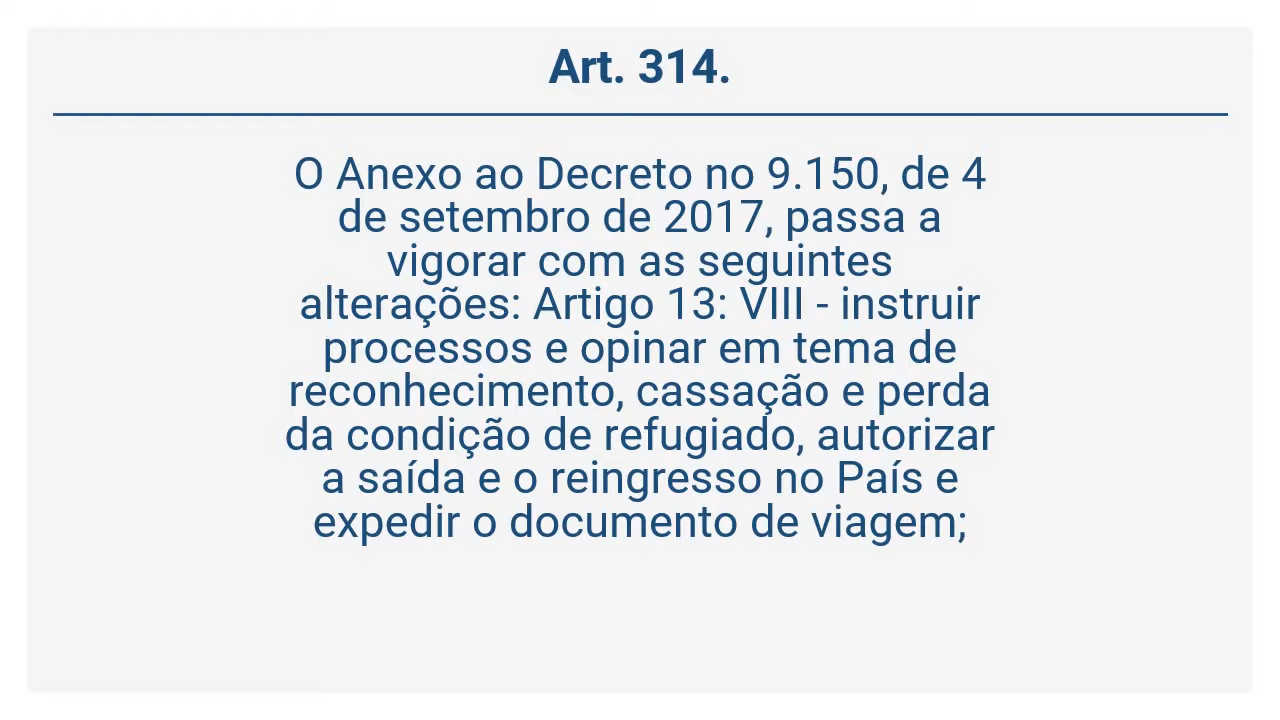 Art. 314.
O Anexo ao Decreto no 9.150, de 4
de setembro de 2017, passa a
vigorar com as seguintes
alterações: Artigo 13: VIII - instruir
processos e opinar em tema de
reconhecimento, cassação e perda
da condição de refugiado, autorizar
a saída e o reingresso no País e
expedir o documento de viagem;